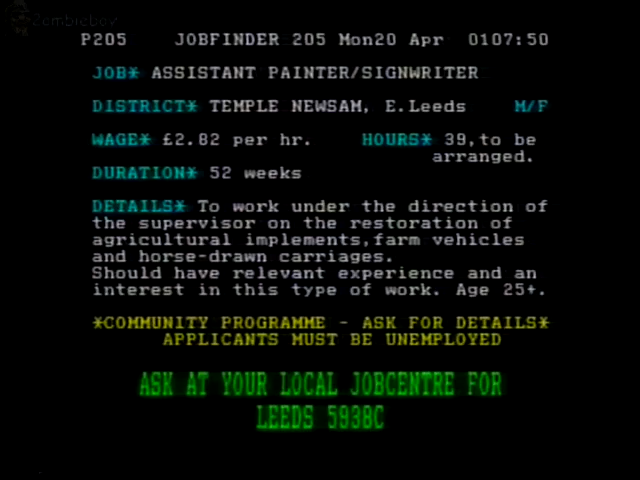 Zombieboy
P205 JOBFINDER 205 Mon20 Apr 0107:50
JOB* ASSISTANT PAINTER/SIGNWRITER
DISTRICT* TEMPLE NEWSAM, E.Leeds M/F
WAGE* £2.82 per hr. HOURS* 39,to be
arranged.
DURATION* 52 weeks
DETAILS* To work under the direction of
the supervisor on the restoration of
agricultural implements,farm vehicles
and horse-drawn carriages.
Should have relevant experience and an
interest in this type of work. Age 25+.
*COMMUNITY PROGRAMME - ASK FOR DETAILS*
APPLICANTS MUST BE UNEMPLOYED
ASK AT YOUR LOCAL JOBCENTRE FOR
LEEDS 5938C